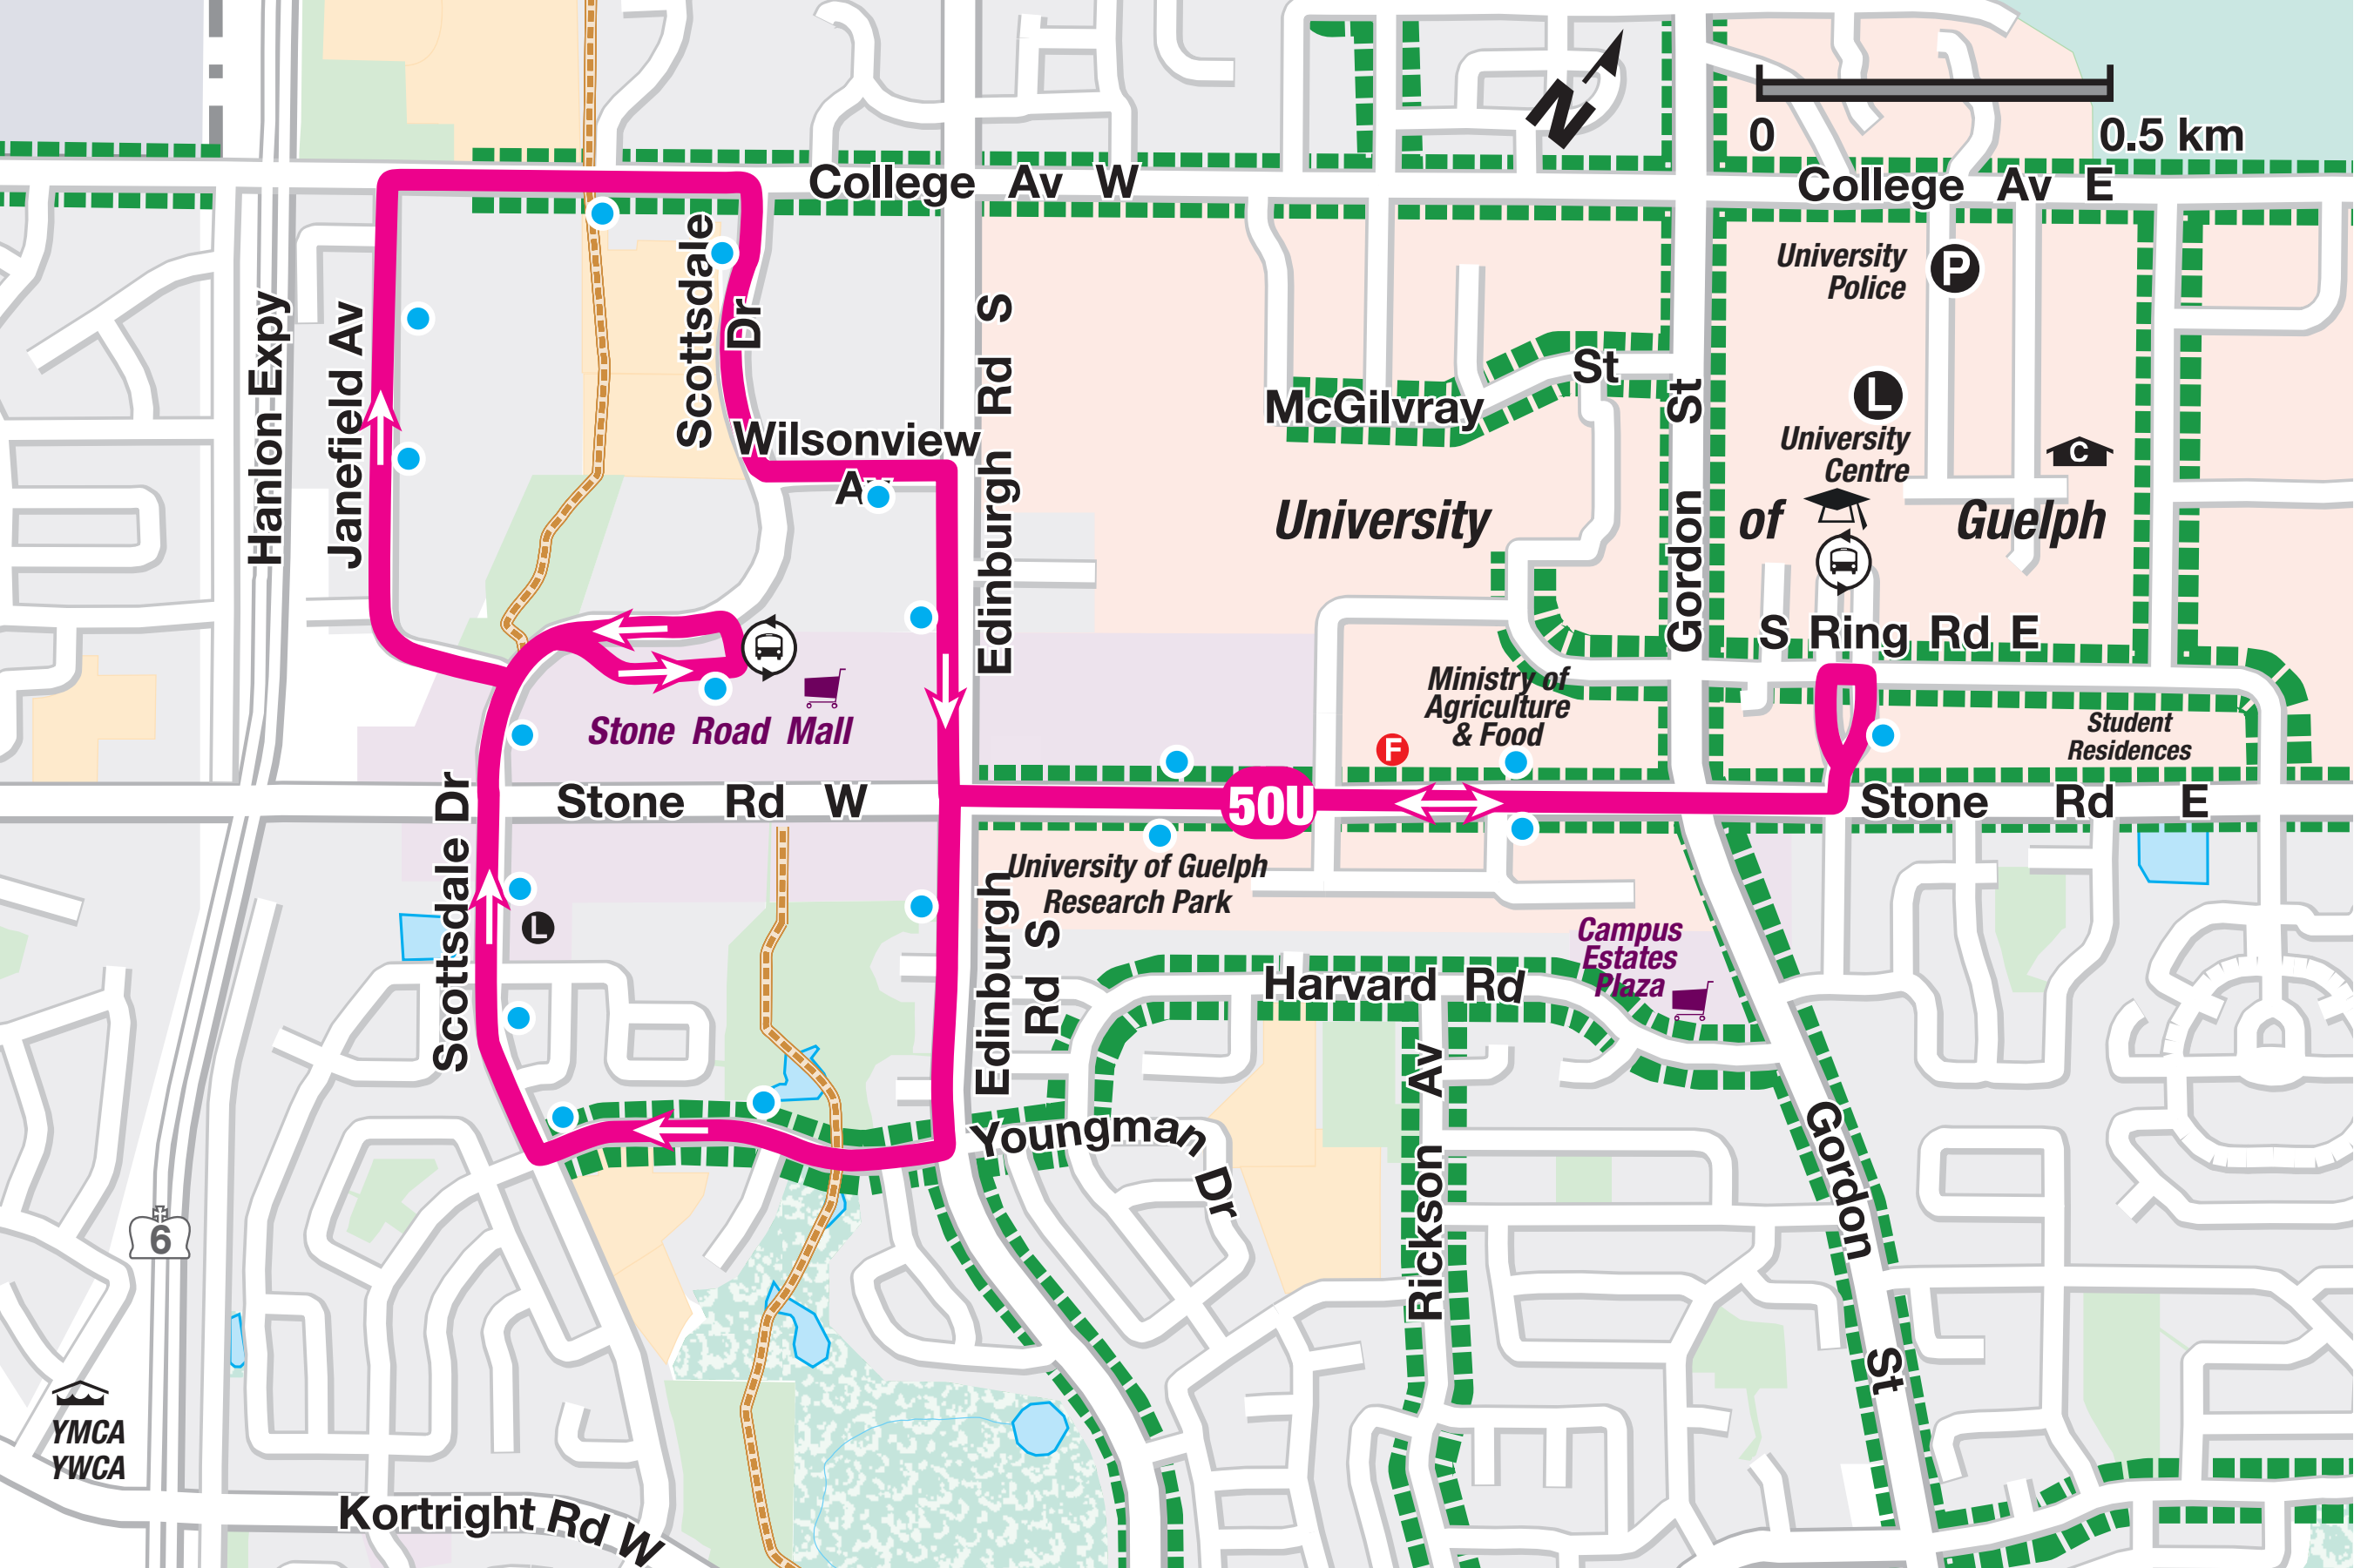 N
0
0.5 km
College Av W
College Av E
Scottsdale
Dr
University
Police
P
Hanlon Expy
Janefield Av
Edinburgh Rd S
Wilsonview
Av
McGilvray
St
Gordon St
L
University
Centre
C
University of Guelph
S Ring Rd E
Stone Road Mall
Ministry of
Agriculture
& Food
F
Student
Residences
Scottsdale Dr
Stone Rd W
50U
Stone Rd E
University of Guelph
Research Park
L
Edinburgh
Rd S
Harvard Rd
Campus
Estates
Plaza
Youngman Dr
Rickson Av
Gordon St
6
YMCA
YWCA
Kortright Rd W